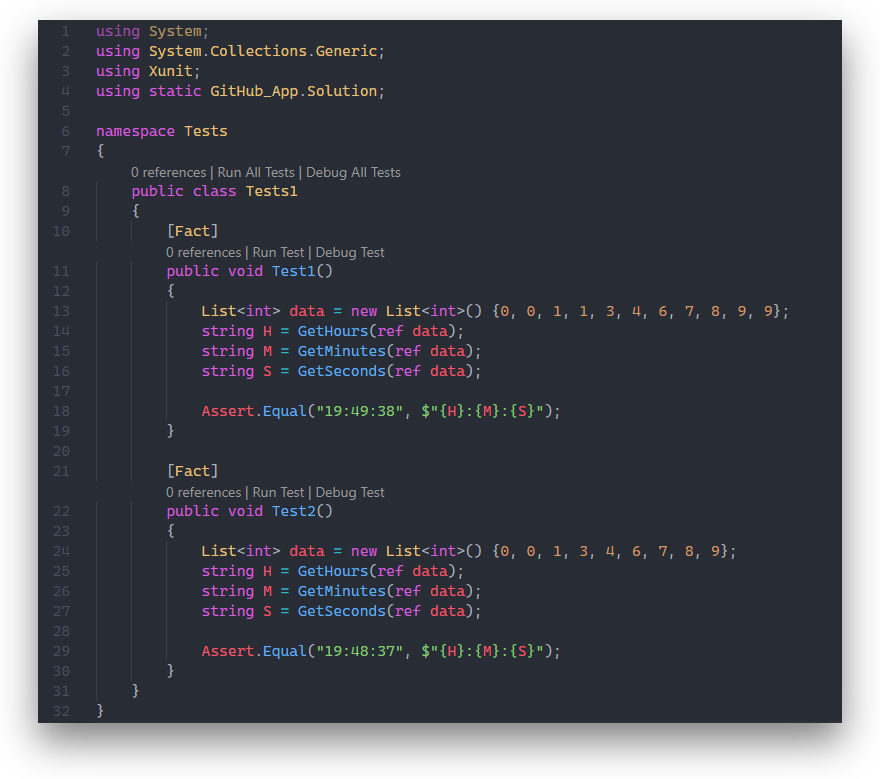 1 using System;
2 using System.Collections.Generic;
3 using Xunit;
4 using static GitHub_App.Solution;
5
6 namespace Tests
7 {
0 references | Run All Tests | Debug All Tests
8 public class Tests1
9 {
10 [Fact]
0 references | Run Test | Debug Test
11 public void Test1()
12 {
13 List<int> data = new List<int>() {0, 0, 1, 1, 3, 4, 6, 7, 8, 9, 9};
14 string H = GetHours(ref data);
15 string M = GetMinutes(ref data);
16 string S = GetSeconds(ref data);
17
18 Assert.Equal("19:49:38", $"{H}:{M}:{S}");
19 }
20
21 [Fact]
0 references | Run Test | Debug Test
22 public void Test2()
23 {
24 List<int> data = new List<int>() {0, 0, 1, 3, 4, 6, 7, 8, 9};
25 string H = GetHours(ref data);
26 string M = GetMinutes(ref data);
27 string S = GetSeconds(ref data);
28
29 Assert.Equal("19:48:37", $"{H}:{M}:{S}");
30 }
31 }
32 }